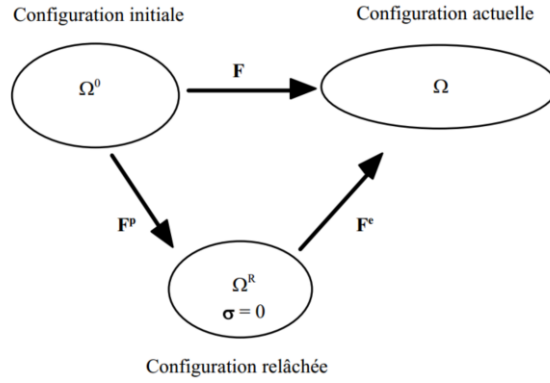 Configuration initiale
Configuration actuelle
Ω⁰
F
Ω
Fᵖ
Fᵉ
Ωᴿ
σ = 0
Configuration relâchée